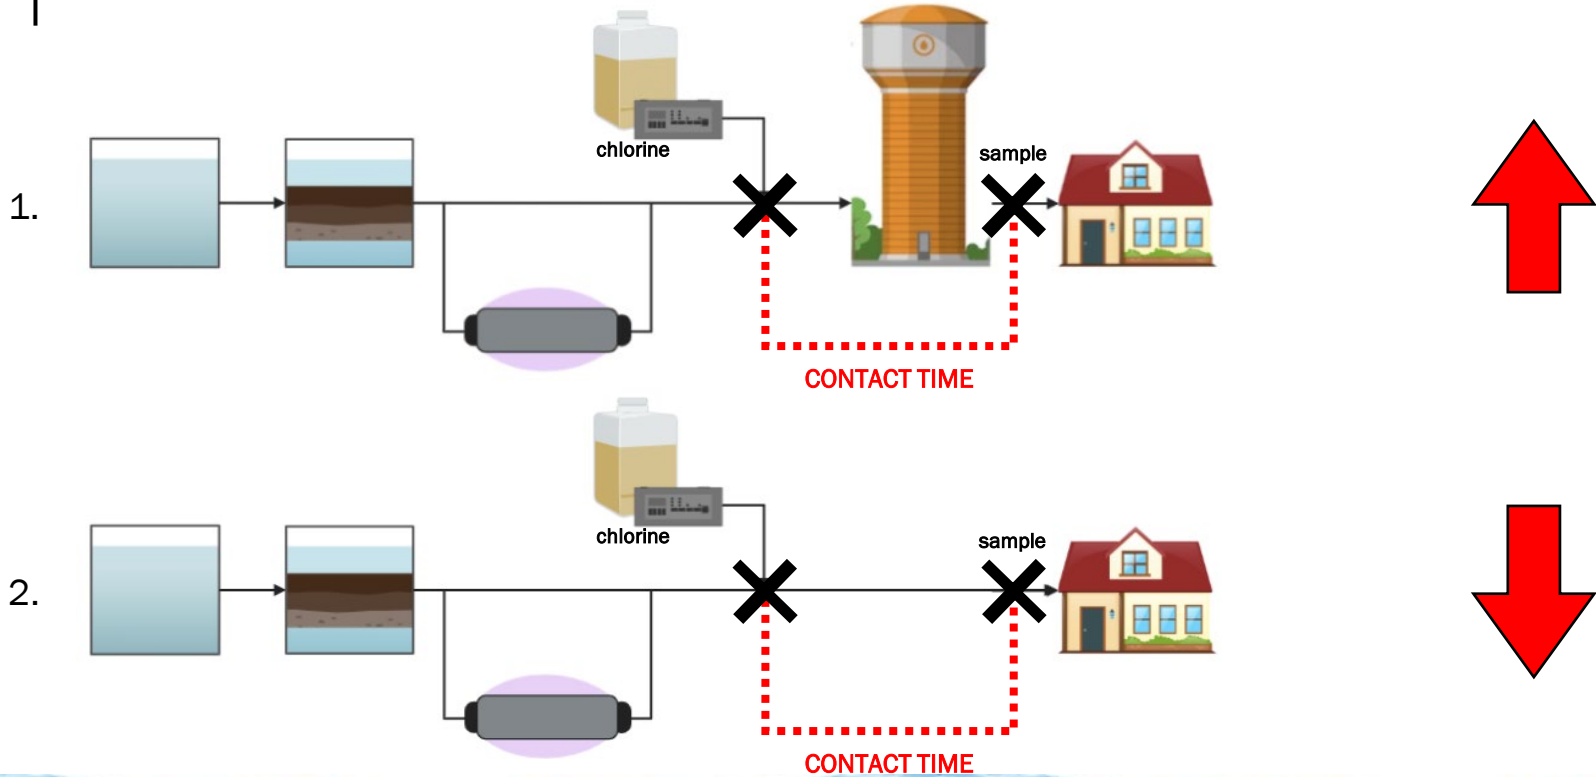 chlorine
sample
1.
CONTACT TIME
chlorine
sample
2.
CONTACT TIME